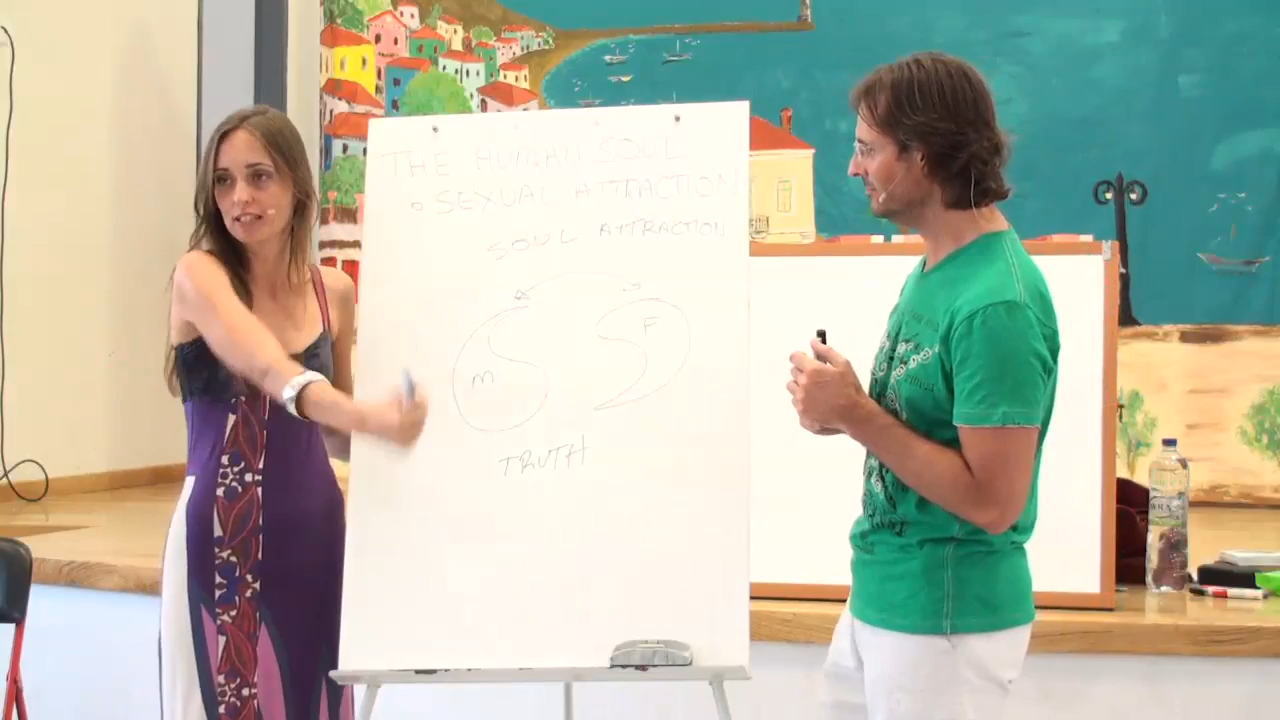 THE HUMAN SOUL
SEXUAL ATTRACTION
SOUL ATTRACTION
M
F
TRUTH